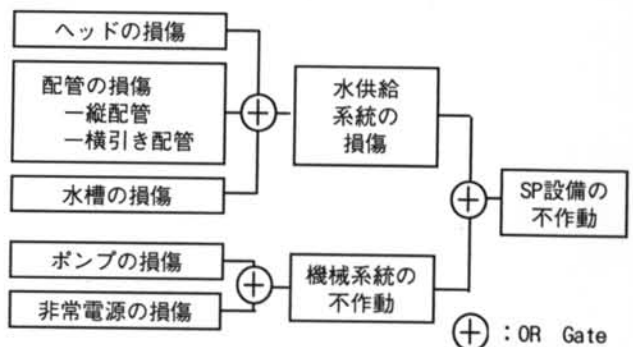 ヘッドの損傷
配管の損傷
－縦配管
－横引き配管
水槽の損傷
水供給
系統の
損傷
ポンプの損傷
非常電源の損傷
機械系統の
不作動
SP設備の
不作動
：OR Gate